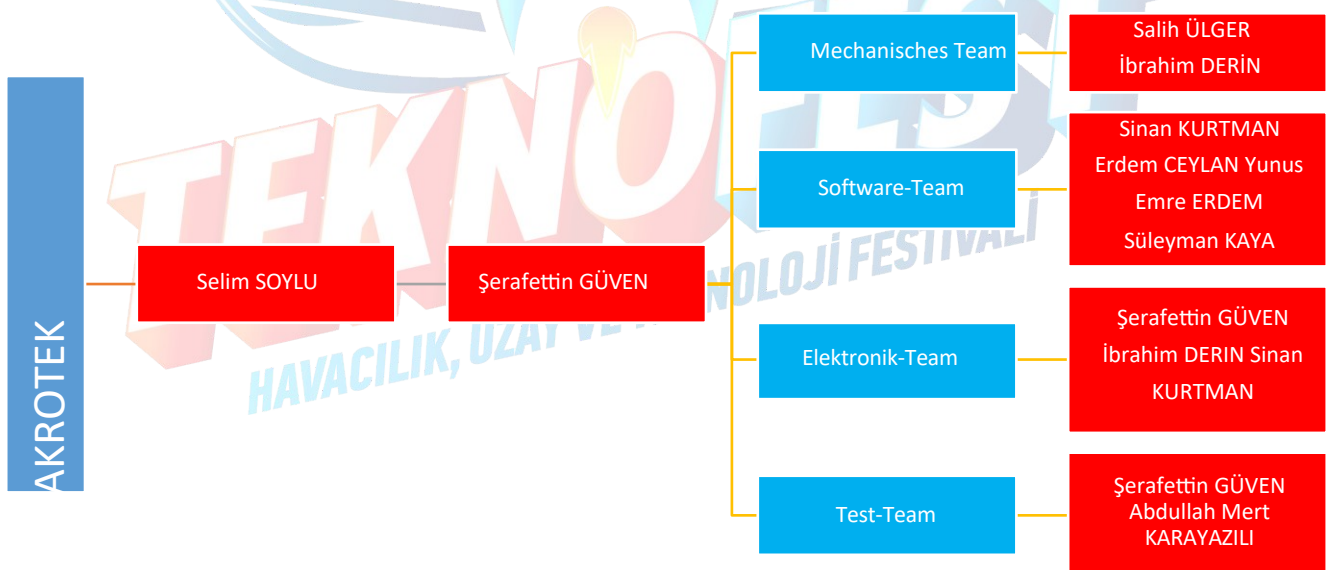 AKROTEK
Selim SOYLU
Şerafettin GÜVEN
Mechanisches Team
Salih ÜLGER
İbrahim DERİN
Software-Team
Sinan KURTMAN
Erdem CEYLAN Yunus
Emre ERDEM
Süleyman KAYA
Elektronik-Team
Şerafettin GÜVEN
İbrahim DERIN Sinan
KURTMAN
Test-Team
Şerafettin GÜVEN
Abdullah Mert
KARAYAZILI
TEKNOFEST
HAVACILIK, UZAY VE TEKNOLOJİ FESTİVALİ